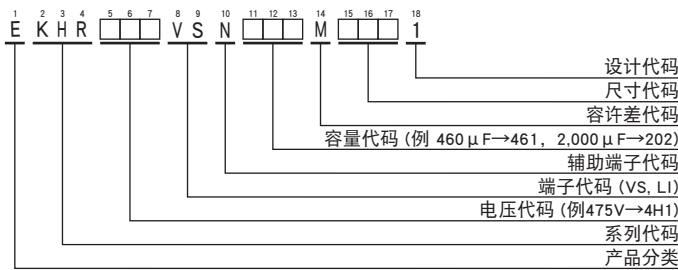 1 2 3 4 5 6 7 8 9 10 11 12 13 14 15 16 17 18
E K H R □□□ V S N □□□ M □□□ 1
设计代码
尺寸代码
容许差代码
容量代码 (例 460μF→461, 2,000μF→202)
辅助端子代码
端子代码 (VS, LI)
电压代码 (例475V→4H1)
系列代码
产品分类